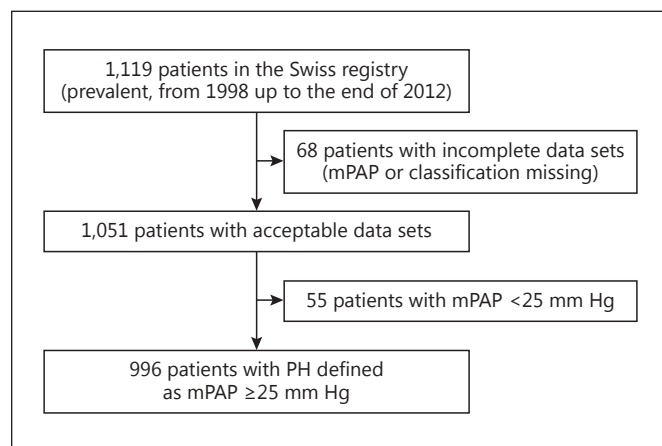 1,119 patients in the Swiss registry
(prevalent, from 1998 up to the end of 2012)
68 patients with incomplete data sets
(mPAP or classification missing)
1,051 patients with acceptable data sets
55 patients with mPAP <25 mm Hg
996 patients with PH defined
as mPAP ≥25 mm Hg